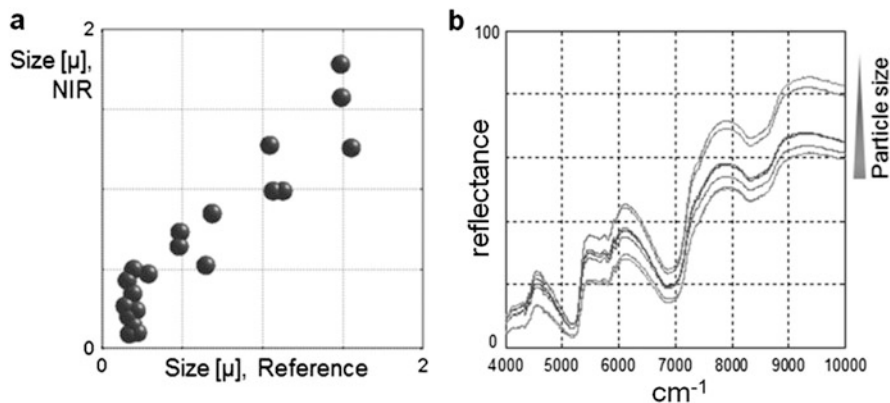 a
2
Size [μ],
NIR
0
0
Size [μ], Reference
2
b
100
reflectance
0
4000 5000 6000 7000 8000 9000 10000
cm-1
Particle size